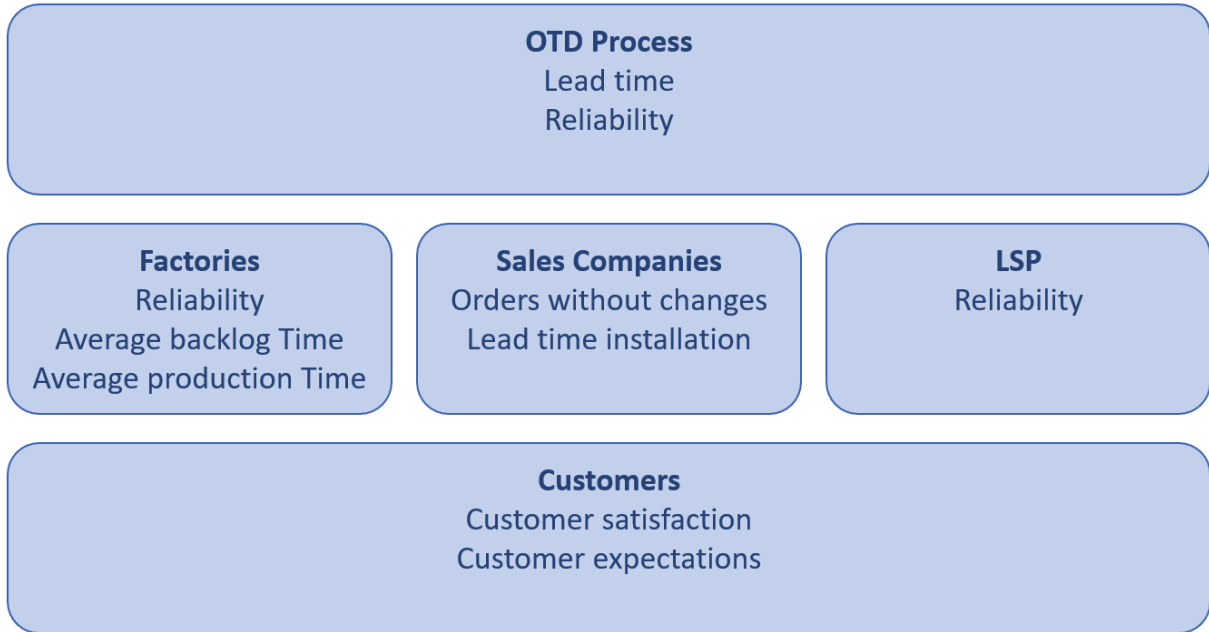 OTD Process
Lead time
Reliability
Factories
Reliability
Average backlog Time
Average production Time
Sales Companies
Orders without changes
Lead time installation
LSP
Reliability
Customers
Customer satisfaction
Customer expectations